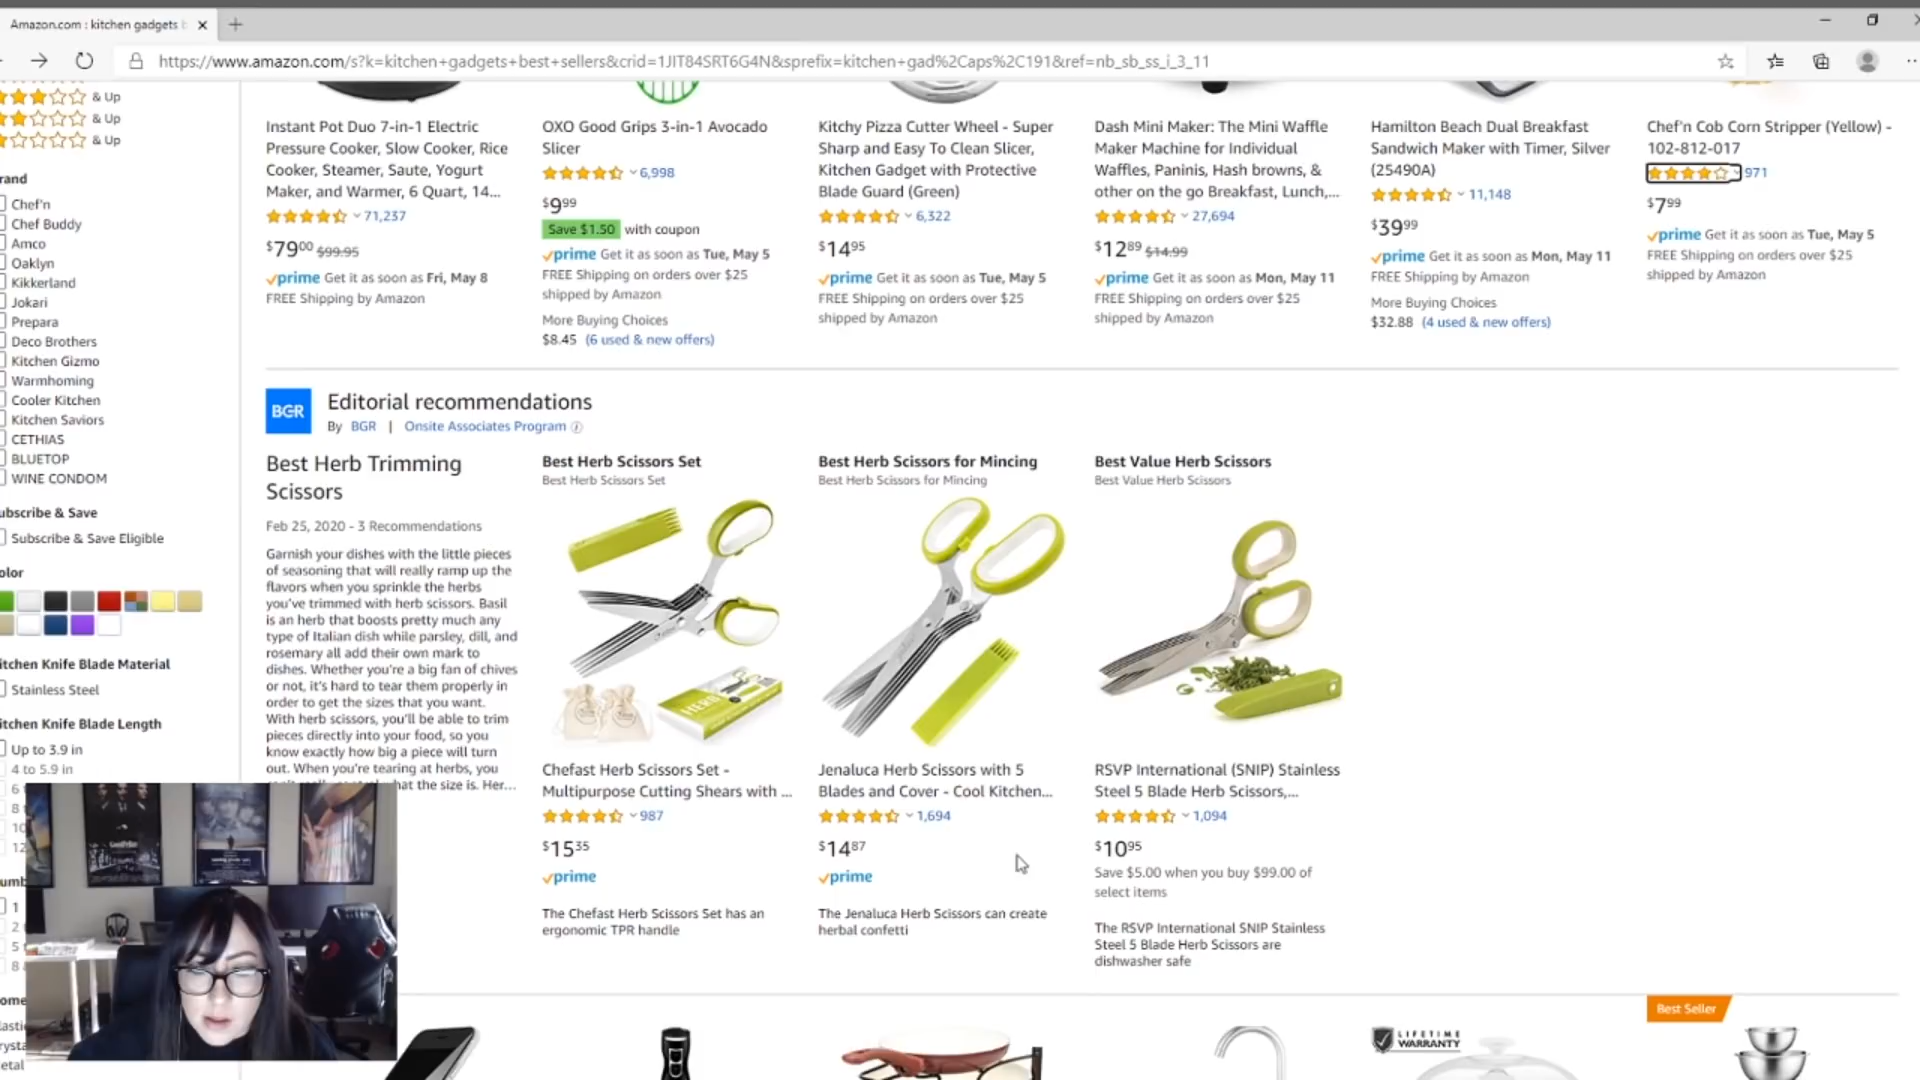 Amazon.com : kitchen gadgets b
https://www.amazon.com/s?k=kitchen+gadgets+best+sellers&crid=1JIT84SRT6G4N&sprefix=kitchen+gad%2Caps%2C191&ref=nb_sb_ss_i_3_11
& Up
& Up
& Up
rand
Chef'n
Chef Buddy
Amco
Oaklyn
Kikkerland
Jokari
Prepara
Deco Brothers
Kitchen Gizmo
Warmhoming
Cooler Kitchen
Kitchen Saviors
CETHIAS
BLUETOP
WINE CONDOM
ubscribe & Save
Subscribe & Save Eligible
olor
itchen Knife Blade Material
Stainless Steel
itchen Knife Blade Length
Up to 3.9 in
4 to 5.9 in
Instant Pot Duo 7-in-1 Electric
Pressure Cooker, Slow Cooker, Rice
Cooker, Steamer, Saute, Yogurt
Maker, and Warmer, 6 Quart, 14...
71,237
$79⁰⁰ $99.95
prime Get it as soon as Fri, May 8
FREE Shipping by Amazon
OXO Good Grips 3-in-1 Avocado
Slicer
6,998
$9⁹⁹
Save $1.50 with coupon
prime Get it as soon as Tue, May 5
FREE Shipping on orders over $25
shipped by Amazon
More Buying Choices
$8.45 (6 used & new offers)
Kitchy Pizza Cutter Wheel - Super
Sharp and Easy To Clean Slicer,
Kitchen Gadget with Protective
Blade Guard (Green)
6,322
$14⁹⁵
prime Get it as soon as Tue, May 5
FREE Shipping on orders over $25
shipped by Amazon
Dash Mini Maker: The Mini Waffle
Maker Machine for Individual
Waffles, Paninis, Hash browns, &
other on the go Breakfast, Lunch,...
27,694
$12⁸⁹ $14.99
prime Get it as soon as Mon, May 11
FREE Shipping on orders over $25
shipped by Amazon
Hamilton Beach Dual Breakfast
Sandwich Maker with Timer, Silver
(25490A)
11,148
$39⁹⁹
prime Get it as soon as Mon, May 11
FREE Shipping by Amazon
More Buying Choices
$32.88 (4 used & new offers)
Chef'n Cob Corn Stripper (Yellow) -
102-812-017
971
$7⁹⁹
prime Get it as soon as Tue, May 5
FREE Shipping on orders over $25
shipped by Amazon
BGR
Editorial recommendations
By BGR | Onsite Associates Program
Best Herb Trimming
Scissors
Feb 25, 2020 - 3 Recommendations
Garnish your dishes with the little pieces
of seasoning that will really ramp up the
flavors when you sprinkle the herbs
you've trimmed with herb scissors. Basil
is an herb that boosts pretty much any
type of Italian dish while parsley, dill, and
rosemary all add their own mark to
dishes. Whether you're a big fan of chives
or not, it's hard to tear them properly in
order to get the sizes that you want.
With herb scissors, you'll be able to trim
pieces directly into your food, so you
know exactly how big a piece will turn
out. When you're tearing at herbs, you
hat the size is. Her...
Best Herb Scissors Set
Best Herb Scissors Set
HERB
Chefast Herb Scissors Set -
Multipurpose Cutting Shears with ...
987
$15³⁵
prime
The Chefast Herb Scissors Set has an
ergonomic TPR handle
Best Herb Scissors for Mincing
Best Herb Scissors for Mincing
Jenaluca Herb Scissors with 5
Blades and Cover - Cool Kitchen...
1,694
$14⁸⁷
prime
The Jenaluca Herb Scissors can create
herbal confetti
Best Value Herb Scissors
Best Value Herb Scissors
RSVP International (SNIP) Stainless
Steel 5 Blade Herb Scissors,...
1,094
$10⁹⁵
Save $5.00 when you buy $99.00 of
select items
The RSVP International SNIP Stainless
Steel 5 Blade Herb Scissors are
dishwasher safe
LIFETIME
WARRANTY
Best Seller